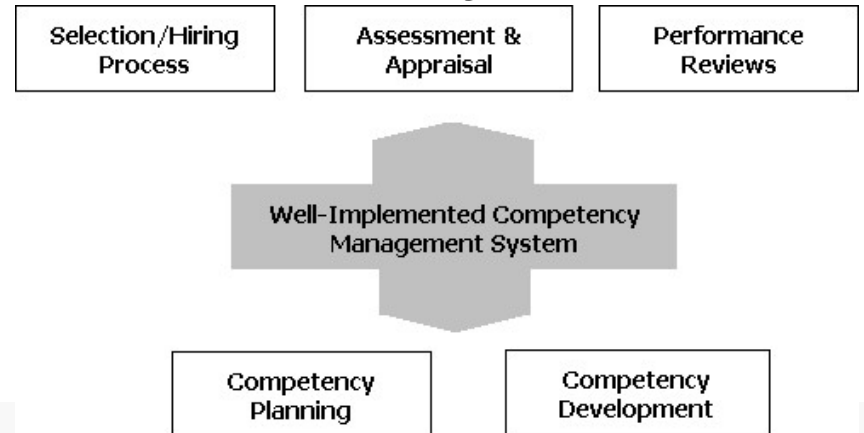 Selection/Hiring
Process
Assessment &
Appraisal
Performance
Reviews
Well-Implemented Competency
Management System
Competency
Planning
Competency
Development